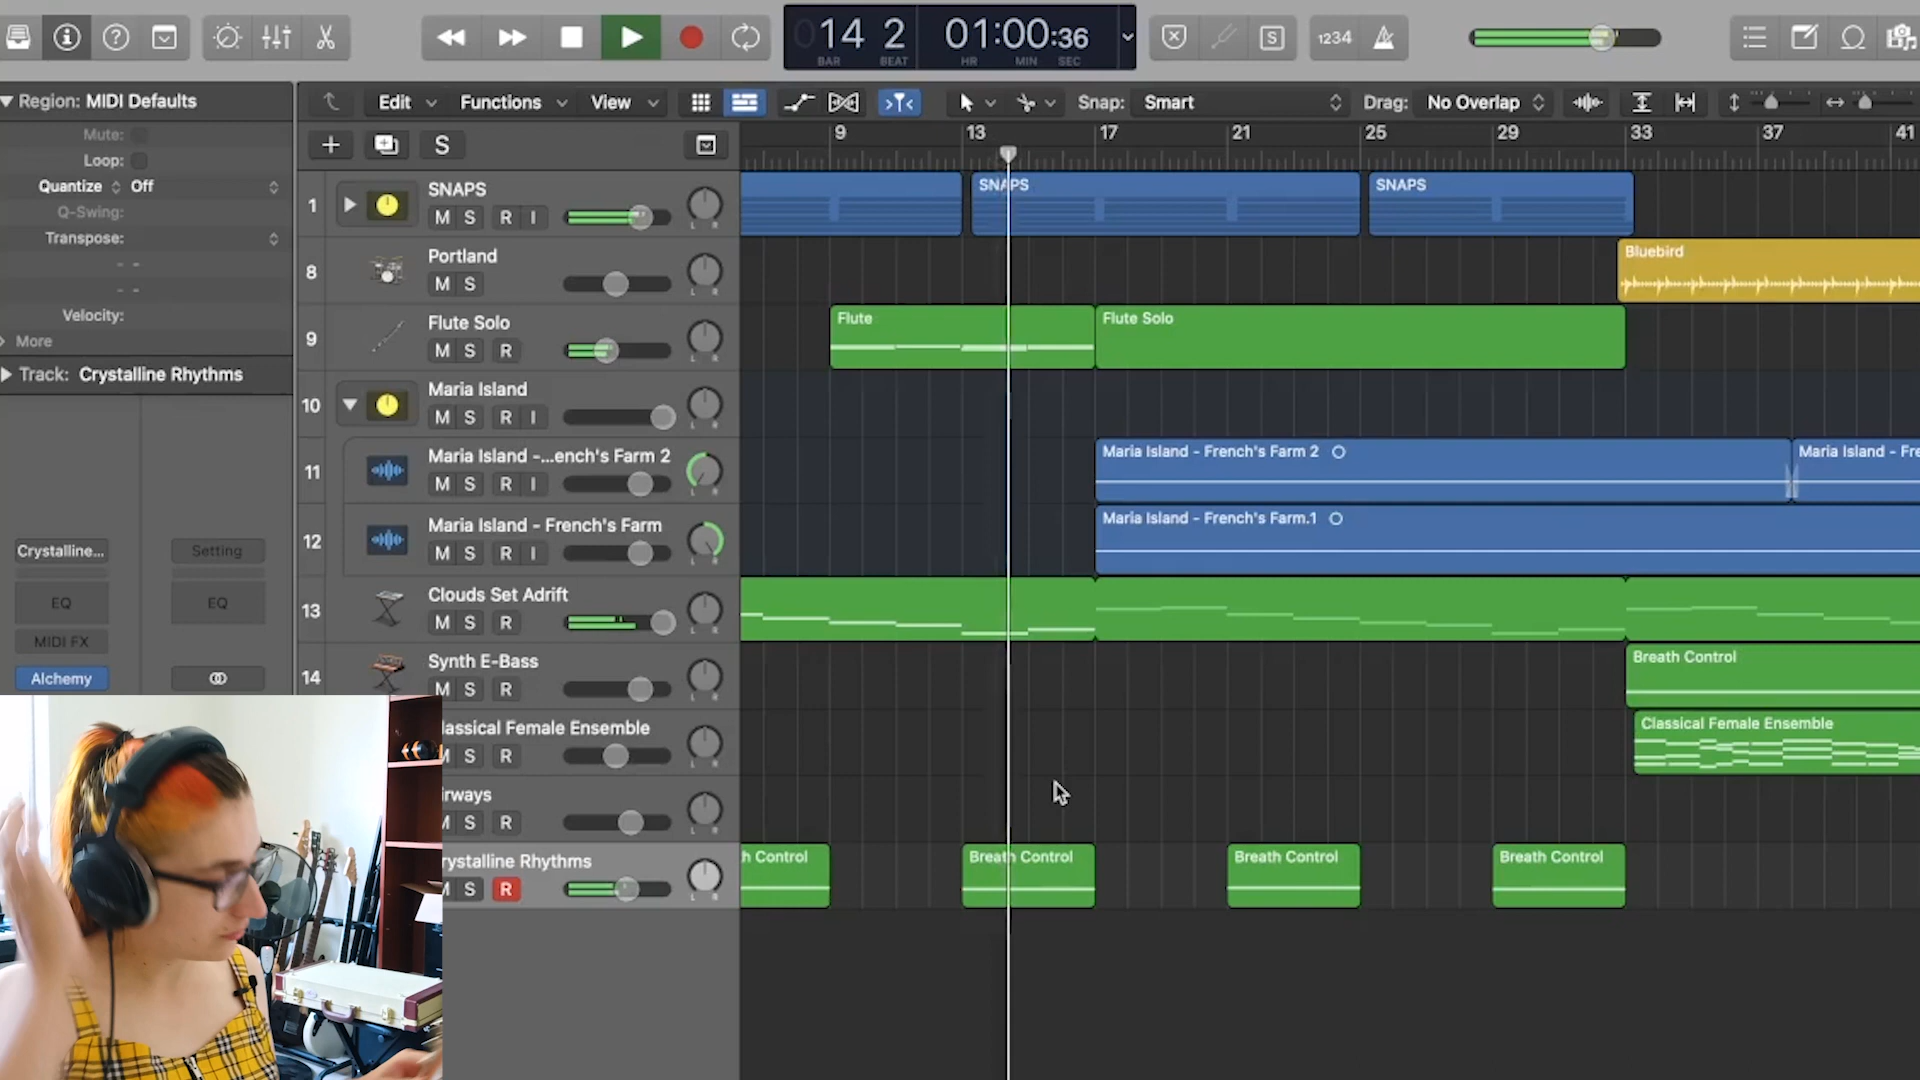 14 2 01:00:36
BAR BEAT HR MIN SEC
S 1234
Region: MIDI Defaults
Mute:
Loop:
Quantize Off
Q-Swing:
Transpose:
Velocity:
More
Track: Crystalline Rhythms
Crystalline... Setting
EQ EQ
MIDI FX
Alchemy
Edit Functions View Snap: Smart Drag: No Overlap
S
9 13 17 21 25 29 33 37 41
1 SNAPS
M S R I L R
SNAPS SNAPS
8 Portland
M S L R
Bluebird
9 Flute Solo
M S R L R
Flute Flute Solo
10 Maria Island
M S R I L R
11 Maria Island -...ench's Farm 2
M S R I
Maria Island - French's Farm 2 Maria Island - Fre
12 Maria Island - French's Farm
M S R I
Maria Island - French's Farm.1
13 Clouds Set Adrift
M S R L R
14 Synth E-Bass
M S R L R
Breath Control
lassical Female Ensemble
M S R L R
Classical Female Ensemble
irways
M S R L R
rystalline Rhythms
M S R L R
h Control Breath Control Breath Control Breath Control